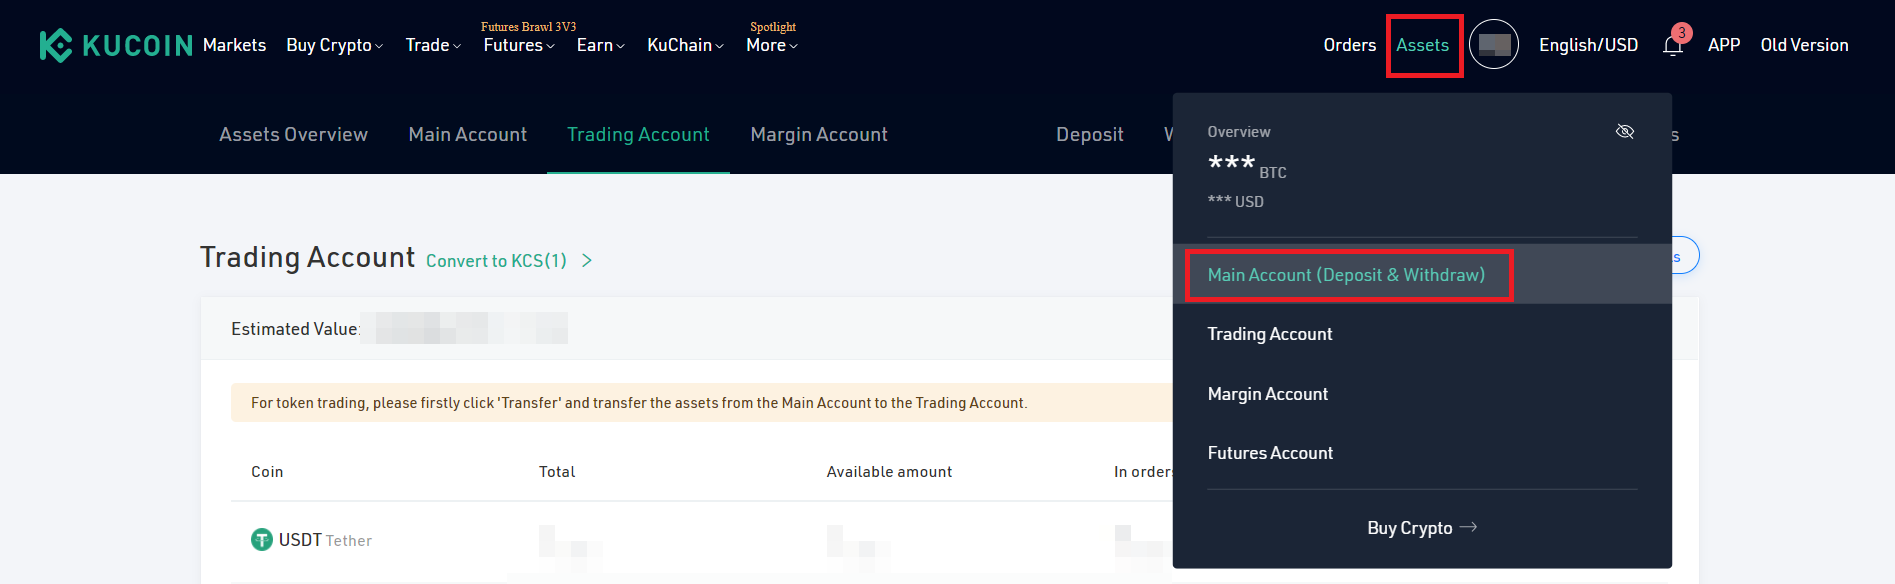 KUCOIN
Markets
Buy Crypto
Trade
Futures Brawl 3V3
Futures
Earn
KuChain
Spotlight
More
Orders
Assets
English/USD
3
APP
Old Version
Assets Overview
Main Account
Trading Account
Margin Account
Deposit
Overview
*** BTC
*** USD
Main Account (Deposit & Withdraw)
Trading Account
Margin Account
Futures Account
Buy Crypto →
Trading Account
Convert to KCS(1) >
Estimated Value:
For token trading, please firstly click 'Transfer' and transfer the assets from the Main Account to the Trading Account.
Coin
Total
Available amount
In orders
USDT Tether